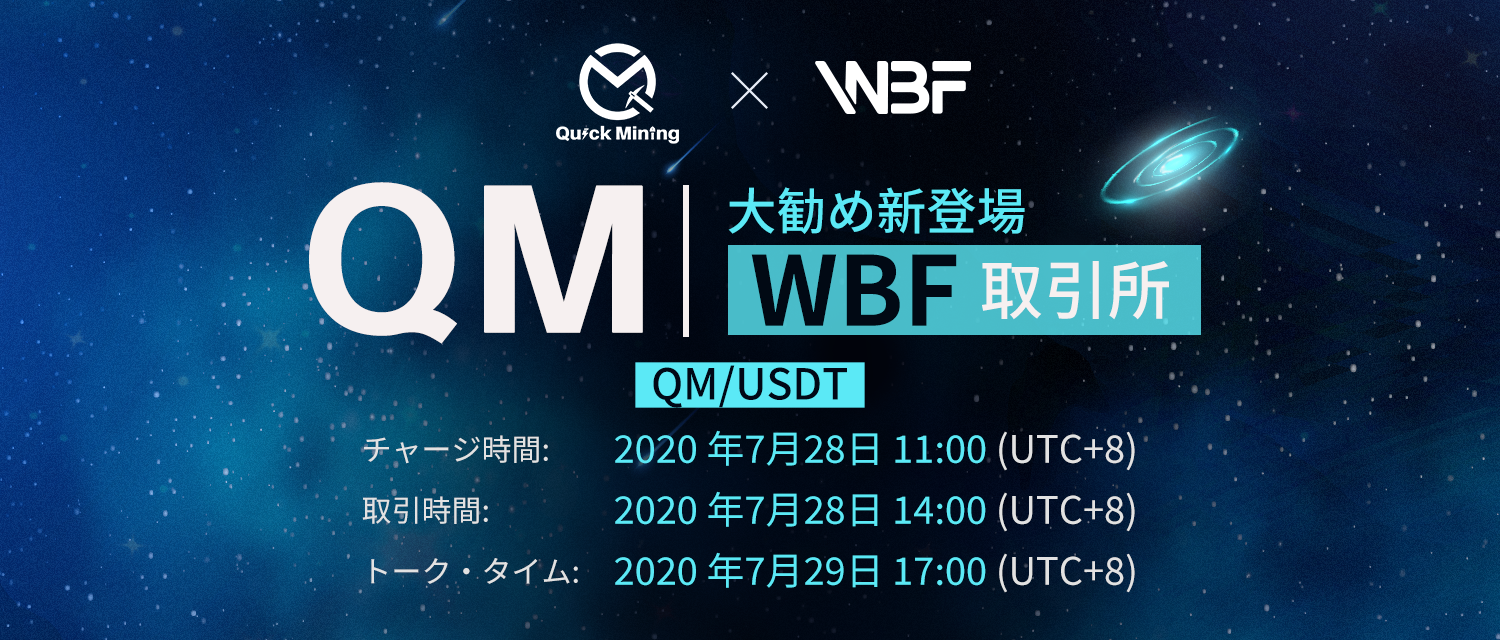 Quick Mining
WBF
QM
大勧め新登場
WBF 取引所
QM/USDT
チャージ時間: 2020 年7月28日 11:00 (UTC+8)
取引時間: 2020 年7月28日 14:00 (UTC+8)
トーク・タイム: 2020 年7月29日 17:00 (UTC+8)